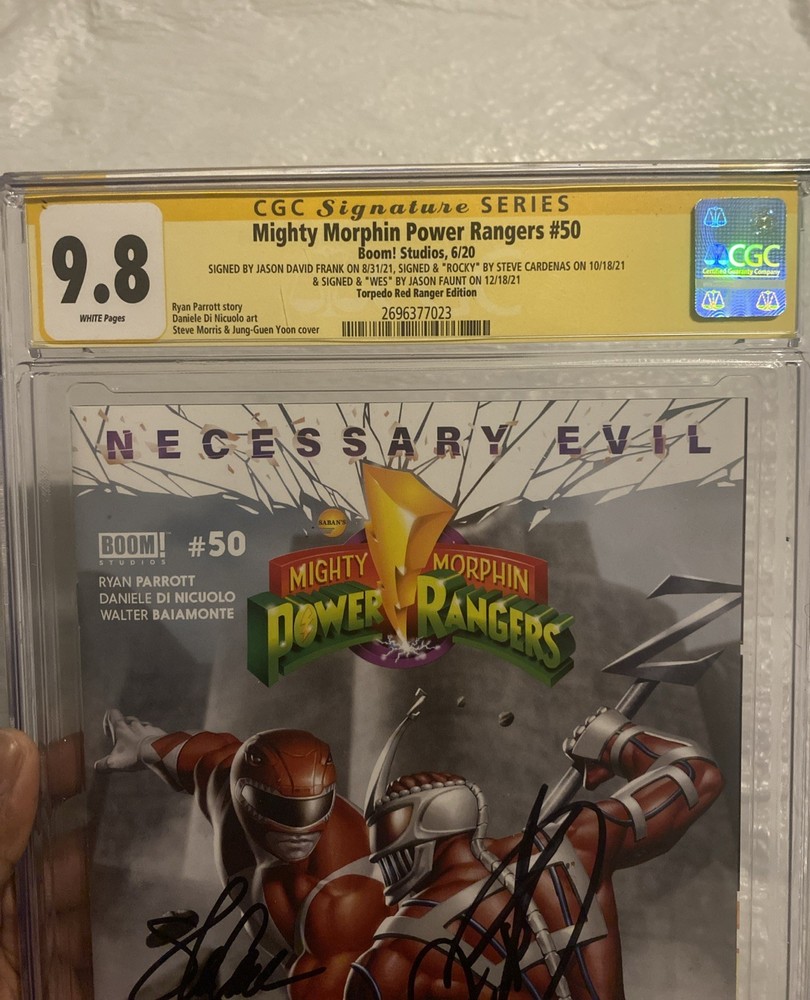 CGC Signature SERIES
9.8
WHITE Pages
Mighty Morphin Power Rangers #50
Boom! Studios, 6/20
SIGNED BY JASON DAVID FRANK ON 8/31/21, SIGNED & "ROCKY" BY STEVE CARDENAS ON 10/18/21
& SIGNED & "WES" BY JASON FAUNT ON 12/18/21
Torpedo Red Ranger Edition
Ryan Parrott story
Daniele Di Nicuolo art
Steve Morris & Jung-Guen Yoon cover
2696377023
CGC
Certified Guaranty Company
NECESSARY EVIL
SABAN'S
BOOM!
STUDIOS
#50
MIGHTY MORPHIN
POWER RANGERS
RYAN PARROTT
DANIELE DI NICUOLO
WALTER BAIAMONTE